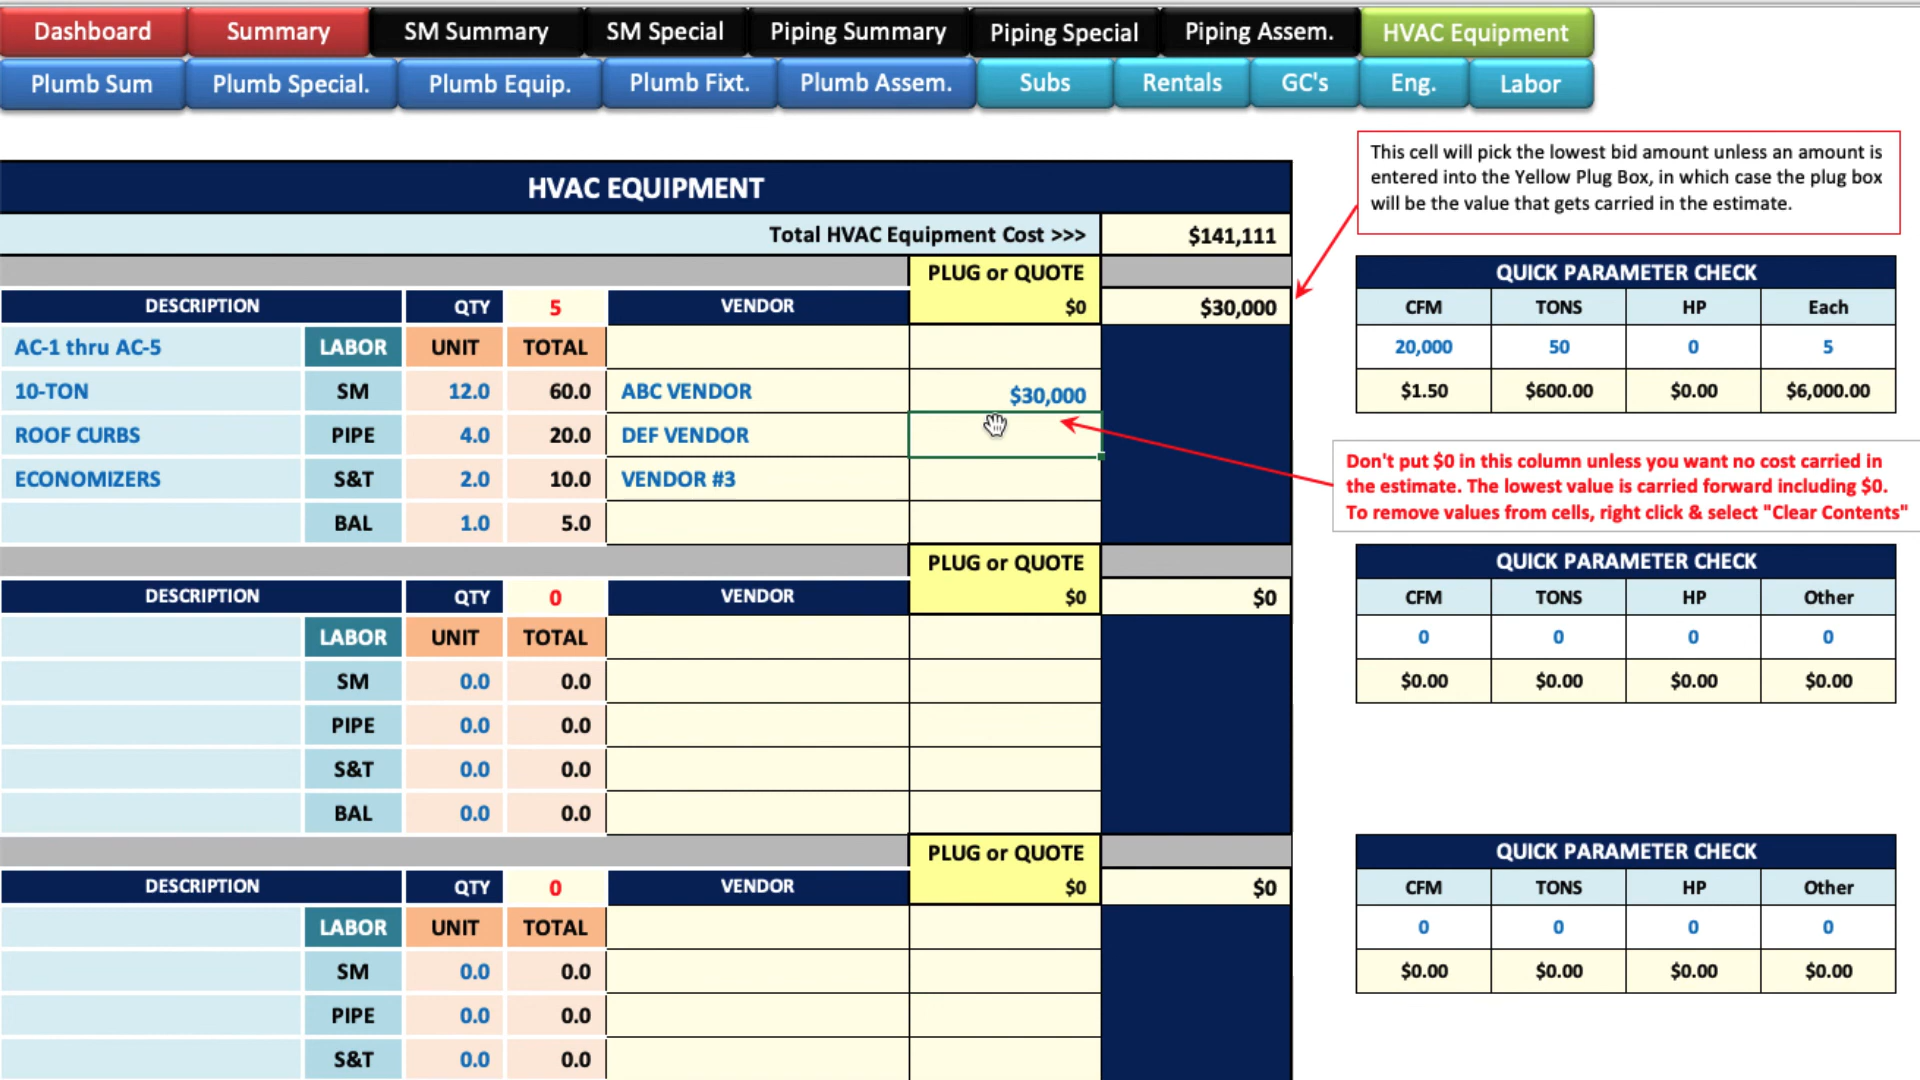 Dashboard Summary SM Summary SM Special Piping Summary Piping Special Piping Assem. HVAC Equipment
Plumb Sum Plumb Special. Plumb Equip. Plumb Fixt. Plumb Assem. Subs Rentals GC's Eng. Labor
This cell will pick the lowest bid amount unless an amount is
entered into the Yellow Plug Box, in which case the plug box
will be the value that gets carried in the estimate.
HVAC EQUIPMENT
Total HVAC Equipment Cost >>> $141,111
PLUG or QUOTE
DESCRIPTION QTY 5 VENDOR $0 $30,000
AC-1 thru AC-5 LABOR UNIT TOTAL
10-TON SM 12.0 60.0 ABC VENDOR $30,000
ROOF CURBS PIPE 4.0 20.0 DEF VENDOR
ECONOMIZERS S&T 2.0 10.0 VENDOR #3
BAL 1.0 5.0
QUICK PARAMETER CHECK
CFM TONS HP Each
20,000 50 0 5
$1.50 $600.00 $0.00 $6,000.00
Don't put $0 in this column unless you want no cost carried in
the estimate. The lowest value is carried forward including $0.
To remove values from cells, right click & select "Clear Contents"
PLUG or QUOTE
DESCRIPTION QTY 0 VENDOR $0 $0
LABOR UNIT TOTAL
SM 0.0 0.0
PIPE 0.0 0.0
S&T 0.0 0.0
BAL 0.0 0.0
QUICK PARAMETER CHECK
CFM TONS HP Other
0 0 0 0
$0.00 $0.00 $0.00 $0.00
PLUG or QUOTE
DESCRIPTION QTY 0 VENDOR $0 $0
LABOR UNIT TOTAL
SM 0.0 0.0
PIPE 0.0 0.0
S&T 0.0 0.0
QUICK PARAMETER CHECK
CFM TONS HP Other
0 0 0 0
$0.00 $0.00 $0.00 $0.00